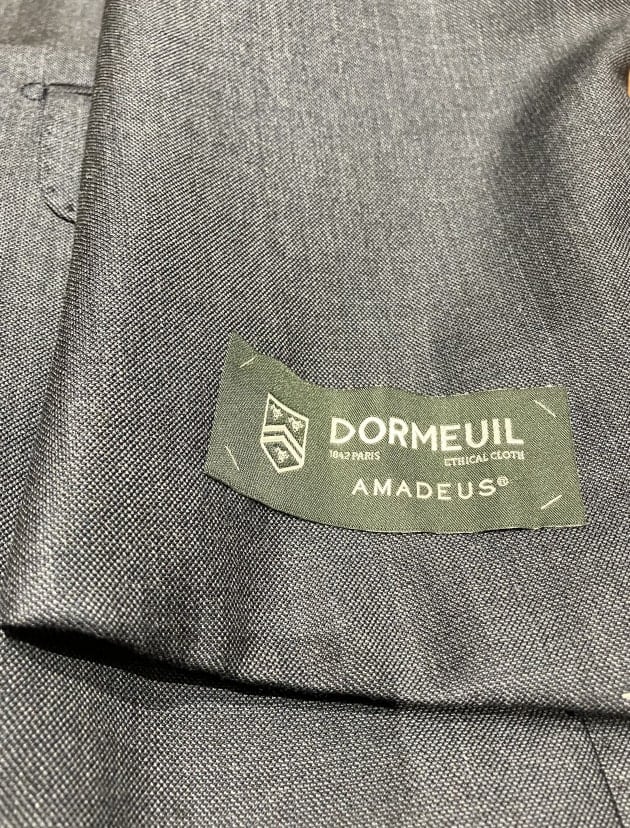 DORMEUIL
1842 PARIS ETHICAL CLOTH
AMADEUS®